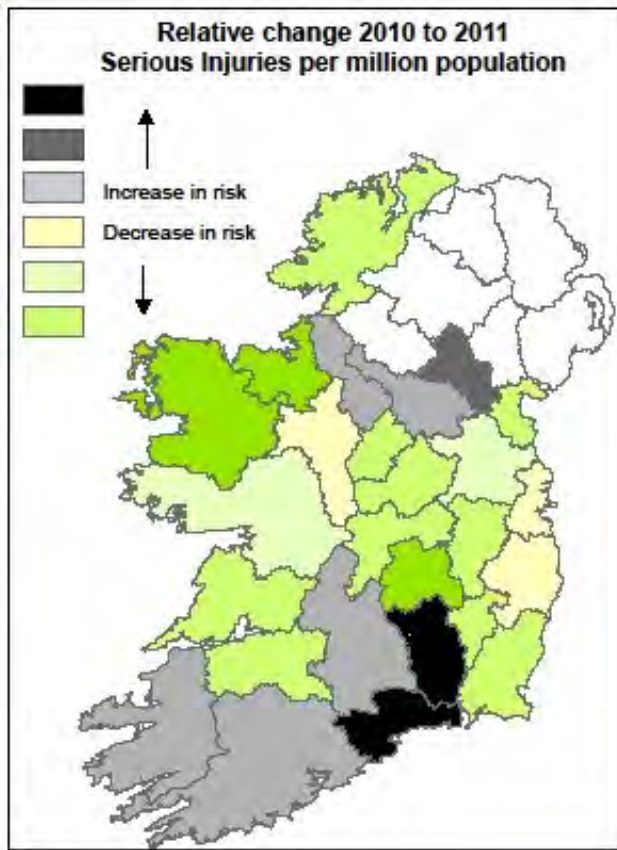 Relative change 2010 to 2011
Serious Injuries per million population
Increase in risk
Decrease in risk